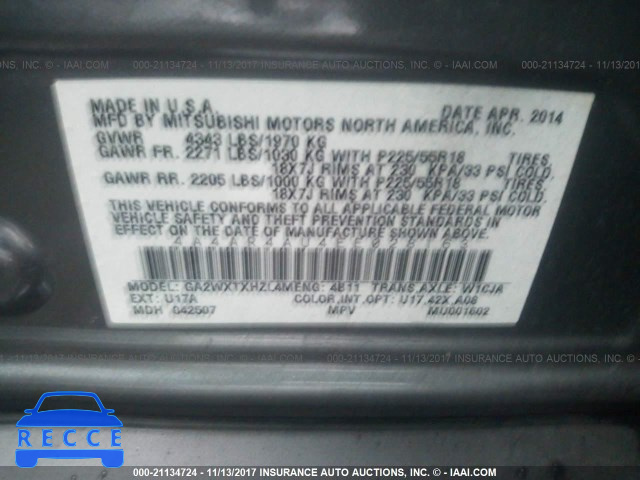 000-21134724 - 11/13/2017 INSURANCE AUTO AUCTIONS, INC. - © IAAI.COM
MADE IN U.S.A. DATE APR. 2014
MFD BY MITSUBISHI MOTORS NORTH AMERICA, INC.
GVWR 4343 LBS/1970 KG
GAWR FR. 2271 LBS/1030 KG WITH P225/55R18 TIRES,
18X7J RIMS AT 230 KPA/33 PSI COLD.
GAWR RR. 2205 LBS/1000 KG WITH P225/55R18 TIRES,
18X7J RIMS AT 230 KPA/33 PSI COLD.
THIS VEHICLE CONFORMS TO ALL APPLICABLE FEDERAL MOTOR
VEHICLE SAFETY AND THEFT PREVENTION STANDARDS IN
EFFECT ON THE DATE OF MANUFACTURE SHOWN ABOVE.
MODEL: ENG: 4B11 TRANS.AXLE: W1CJA
EXT: U17A COLOR,INT,OPT: U17,42X,A08
MDH 042507 MPV MU001602
RECCE
000-21134724 - 11/13/2017 INSURANCE AUTO AUCTIONS, INC. - © IAAI.COM